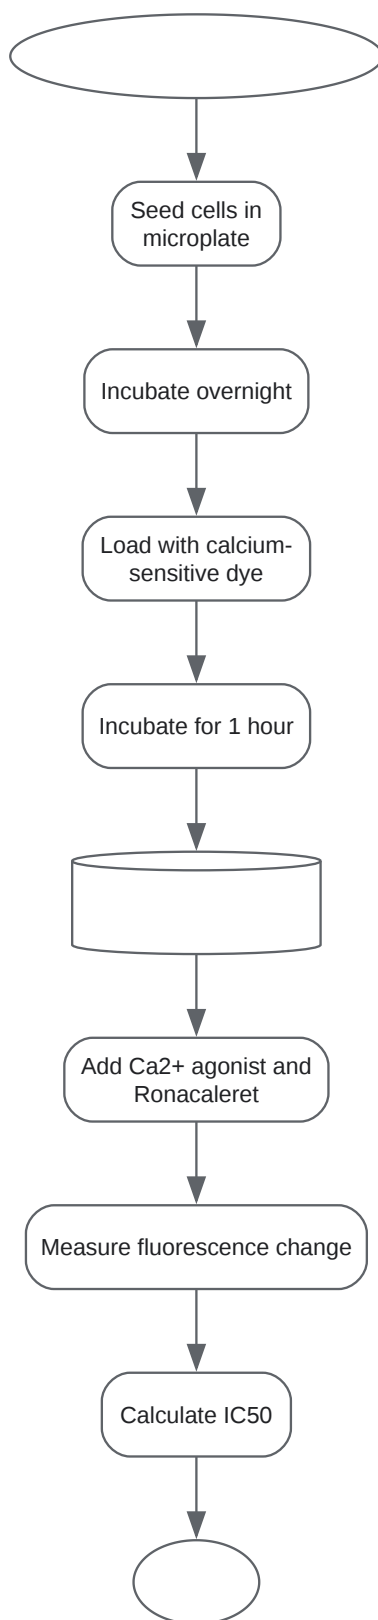 Seed cells in
microplate
Incubate overnight
Load with calcium-
sensitive dye
Incubate for 1 hour
Add Ca2+ agonist and
Ronacaleret
Measure fluorescence change
Calculate IC50